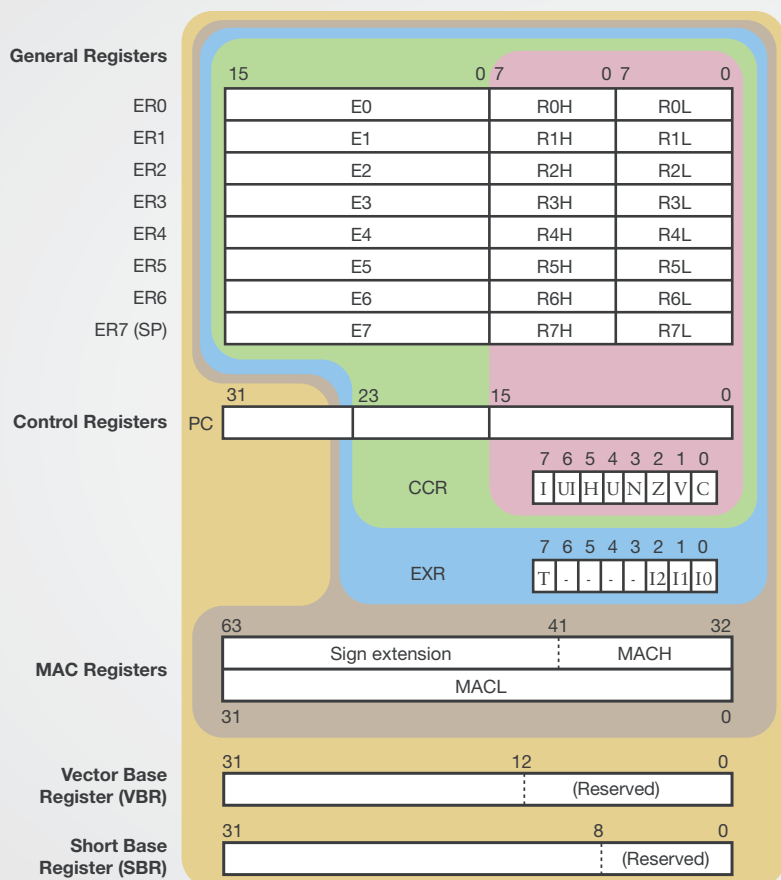 General Registers
15 0 7 0 7 0
ER0 E0 R0H R0L
ER1 E1 R1H R1L
ER2 E2 R2H R2L
ER3 E3 R3H R3L
ER4 E4 R4H R4L
ER5 E5 R5H R5L
ER6 E6 R6H R6L
ER7 (SP) E7 R7H R7L
31 23 15 0
Control Registers PC
7 6 5 4 3 2 1 0
CCR I UI H U N Z V C
7 6 5 4 3 2 1 0
EXR T - - - - I2 I1 I0
63 41 32
Sign extension MACH
MAC Registers
MACL
31 0
31 12 0
Vector Base
Register (VBR) (Reserved)
31 8 0
Short Base
Register (SBR) (Reserved)